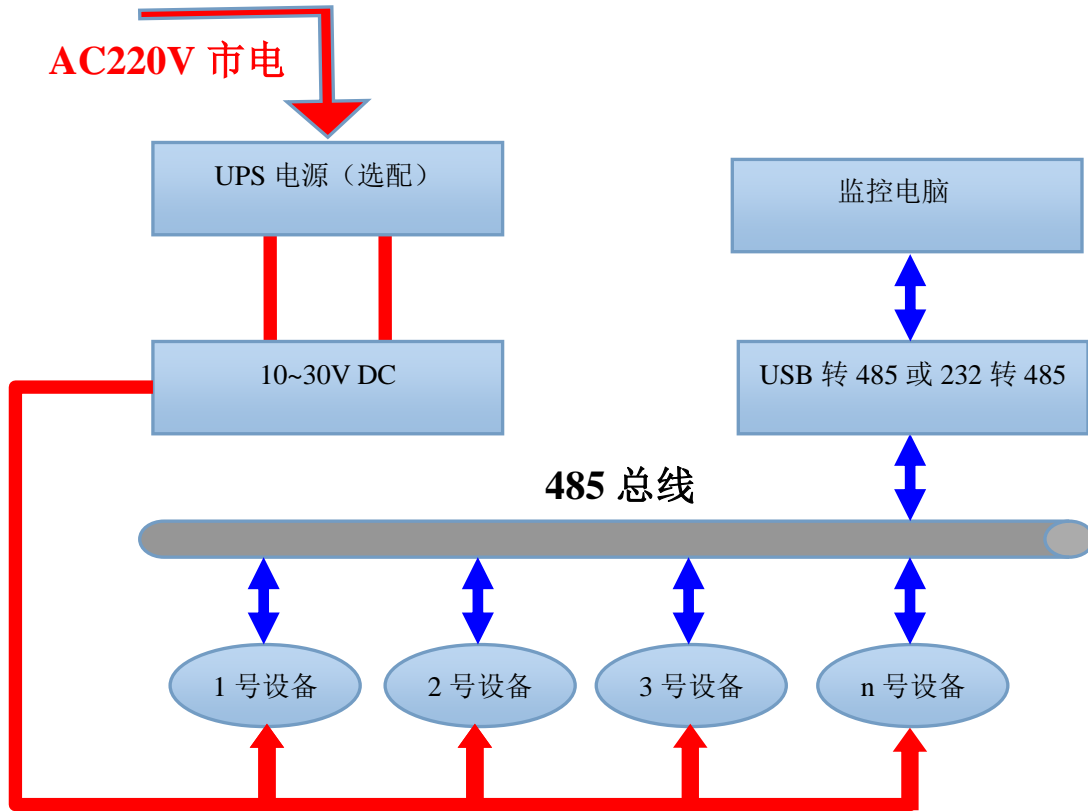 AC220V 市电
UPS 电源（选配）
监控电脑
10~30V DC
USB 转 485 或 232 转 485
485 总线
1 号设备
2 号设备
3 号设备
n 号设备